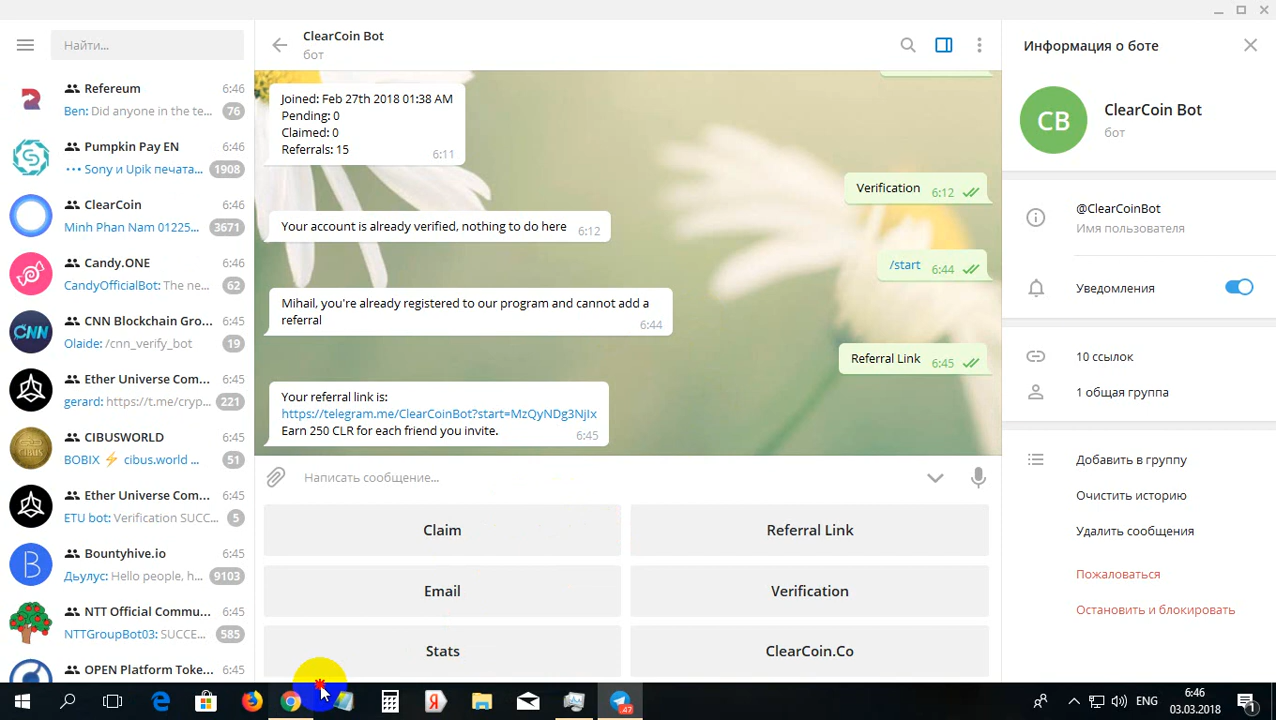 Найти...
Refereum 6:46
Ben: Did anyone in the te... 76
Pumpkin Pay EN 6:46
••• Sony и Upik печата... 1908
ClearCoin 6:46
Minh Phan Nam 01225... 3671
Candy.ONE 6:46
CandyOfficialBot: The ne... 62
CNN
CNN Blockchain Gro... 6:45
Olaide: /cnn_verify_bot 19
Ether Universe Com... 6:45
gerard: https://t.me/cryp... 221
CIBUS
CIBUSWORLD 6:45
BOBIX ⚡ cibus.world ... 51
Ether Universe Com... 6:45
ETU bot: Verification SUCC... 5
B
Bountyhive.io 6:45
Дьулус: Hello people, h... 9103
NTT Official Commu... 6:45
NTTGroupBot03: SUCCE... 585
OPEN Platform Toke... 6:45
ClearCoin Bot
бот
Joined: Feb 27th 2018 01:38 AM
Pending: 0
Claimed: 0
Referrals: 15 6:11
Verification 6:12
Your account is already verified, nothing to do here 6:12
/start 6:44
Mihail, you're already registered to our program and cannot add a
referral 6:44
Referral Link 6:45
Your referral link is:
https://telegram.me/ClearCoinBot?start=MzQyNDg3NjIx
Earn 250 CLR for each friend you invite. 6:45
Написать сообщение...
Claim Referral Link
Email Verification
Stats ClearCoin.Co
Информация о боте
CB
ClearCoin Bot
бот
@ClearCoinBot
Имя пользователя
Уведомления
10 ссылок
1 общая группа
Добавить в группу
Очистить историю
Удалить сообщения
Пожаловаться
Остановить и блокировать
Я
.47
ENG
6:46
03.03.2018
1